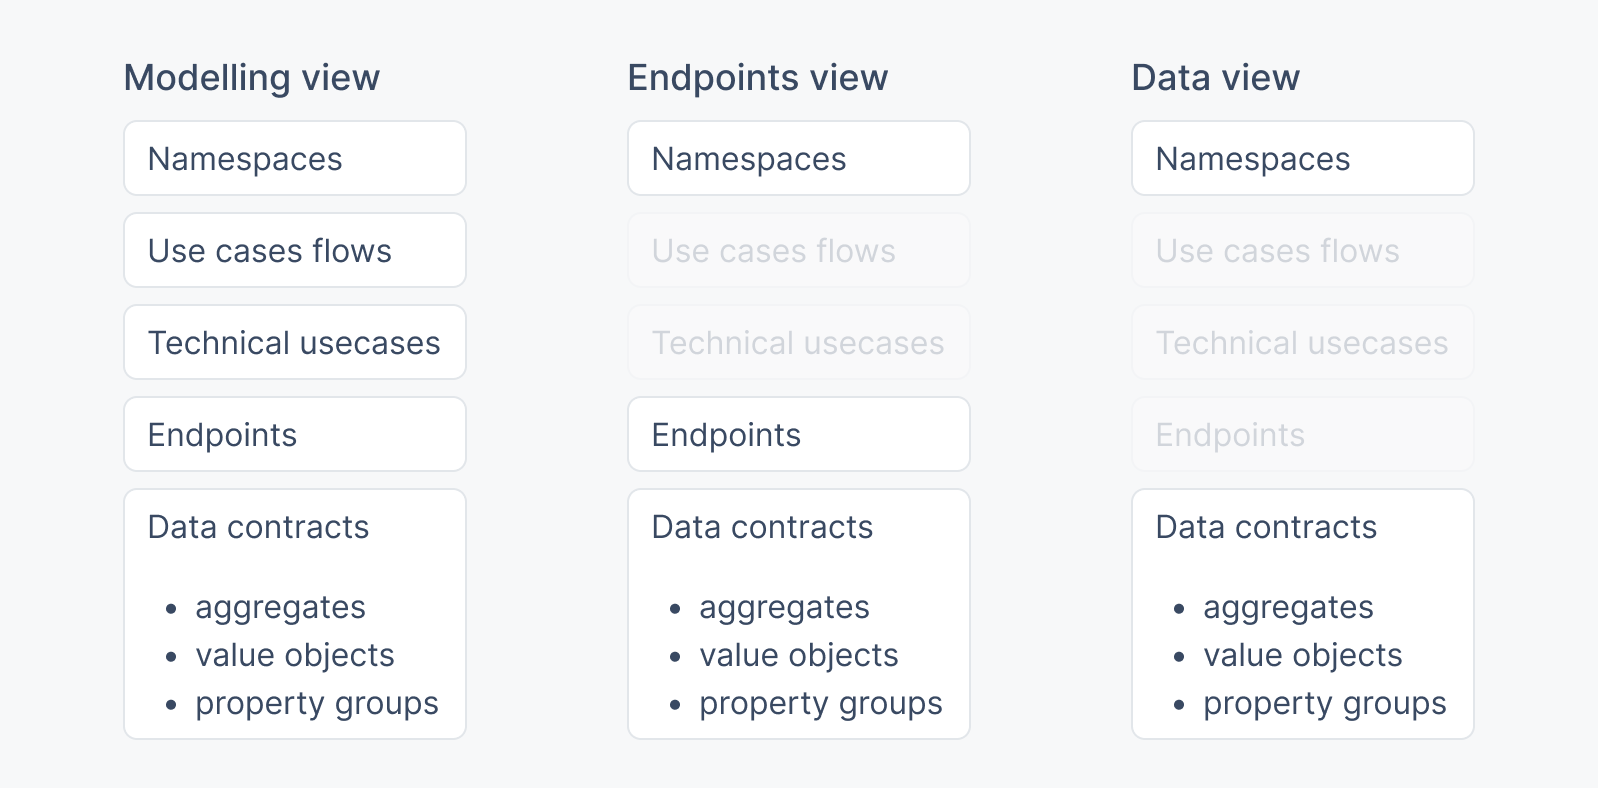 Modelling view
Namespaces
Use cases flows
Technical usecases
Endpoints
Data contracts
• aggregates
• value objects
• property groups
Endpoints view
Namespaces
Use cases flows
Technical usecases
Endpoints
Data contracts
• aggregates
• value objects
• property groups
Data view
Namespaces
Use cases flows
Technical usecases
Endpoints
Data contracts
• aggregates
• value objects
• property groups